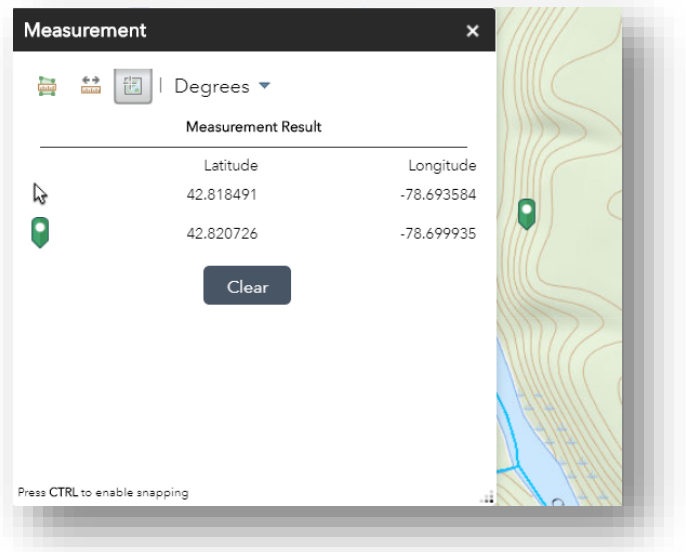 Measurement
Degrees
Measurement Result
Latitude Longitude
42.818491 -78.693584
42.820726 -78.699935
Clear
Press CTRL to enable snapping